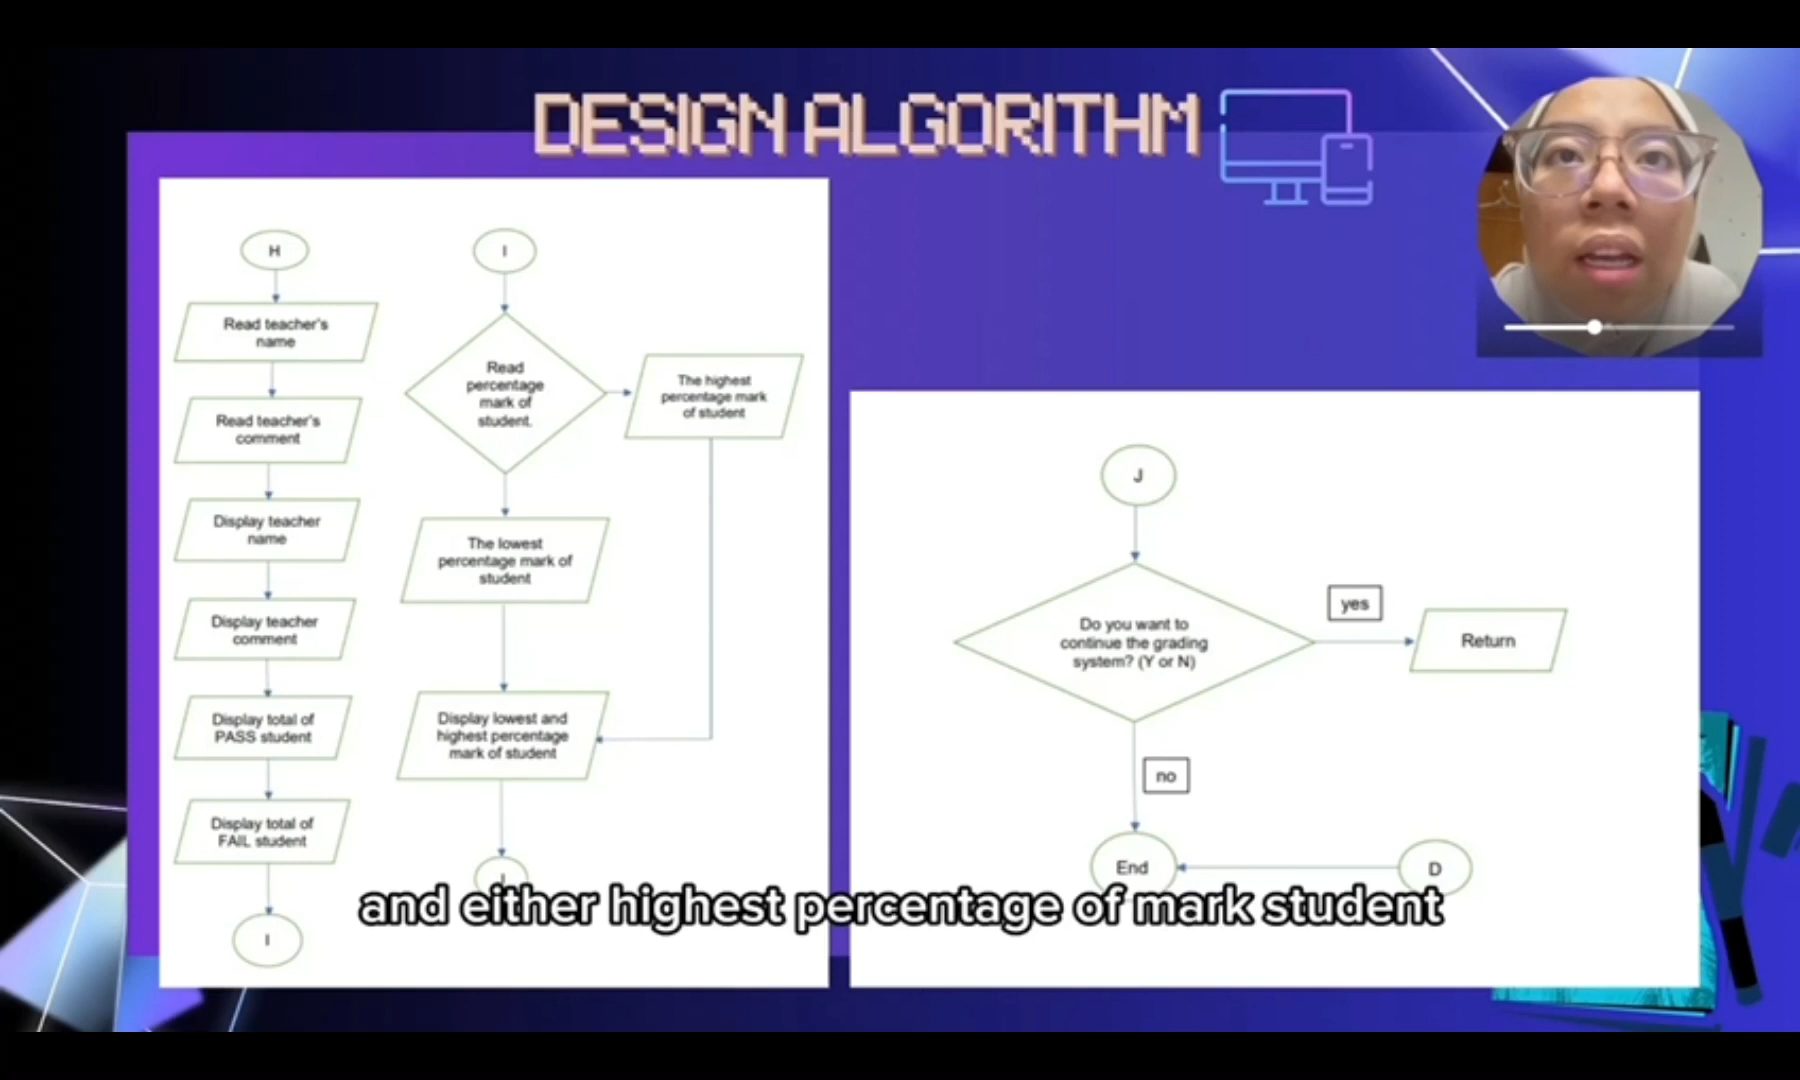 DESIGN ALGORITHM
H
Read teacher's
name
Read teacher's
comment
Display teacher
name
Display teacher
comment
Display total of
PASS student
Display total of
FAIL student
I
I
Read
percentage
mark of
student.
The highest
percentage mark
of student
The lowest
percentage mark of
student
Display lowest and
highest percentage
mark of student
J
Do you want to
continue the grading
system? (Y or N)
yes
Return
no
End
D
and either highest percentage of mark student